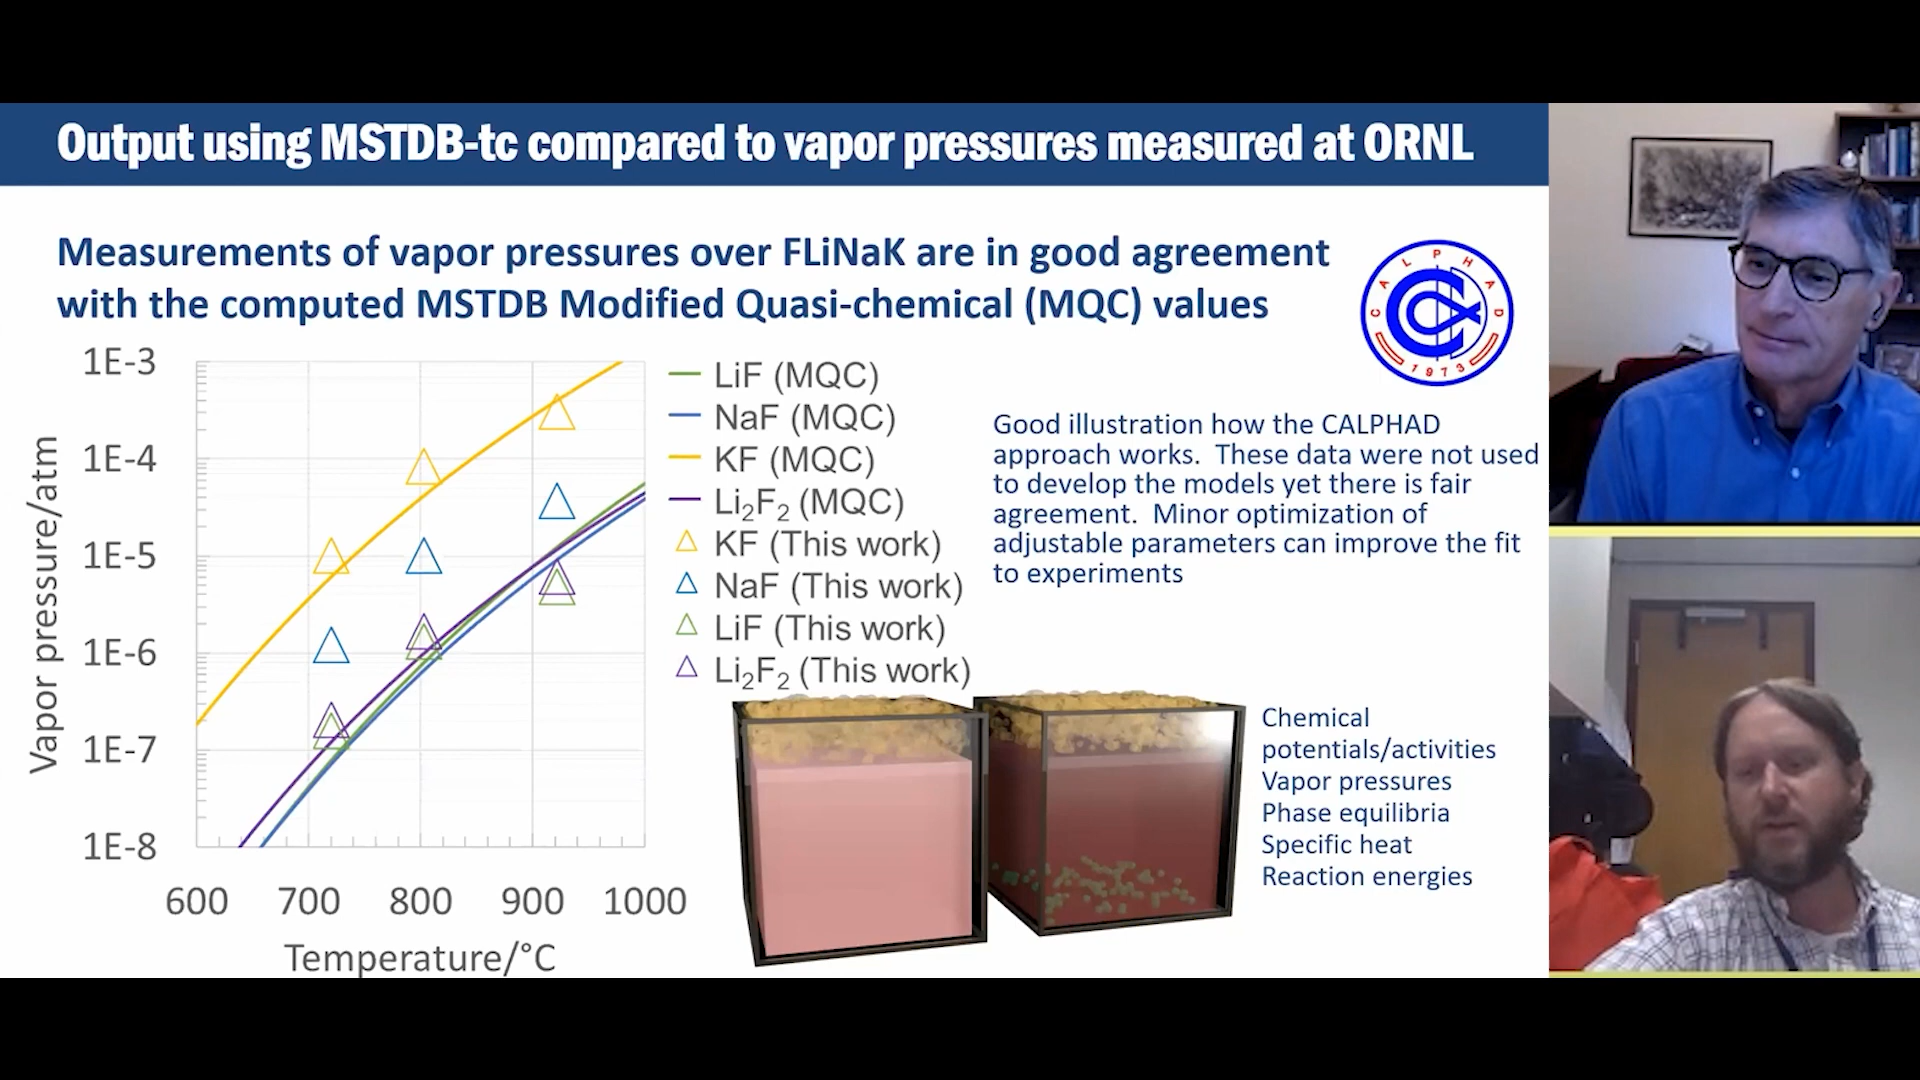 Output using MSTDB-tc compared to vapor pressures measured at ORNL
Measurements of vapor pressures over FLiNaK are in good agreement
with the computed MSTDB Modified Quasi-chemical (MQC) values
CALPHAD
1973
Vapor pressure/atm
1E-3
1E-4
1E-5
1E-6
1E-7
1E-8
600 700 800 900 1000
Temperature/°C
LiF (MQC)
NaF (MQC)
KF (MQC)
Li₂F₂ (MQC)
KF (This work)
NaF (This work)
LiF (This work)
Li₂F₂ (This work)
Good illustration how the CALPHAD
approach works. These data were not used
to develop the models yet there is fair
agreement. Minor optimization of
adjustable parameters can improve the fit
to experiments
Chemical
potentials/activities
Vapor pressures
Phase equilibria
Specific heat
Reaction energies